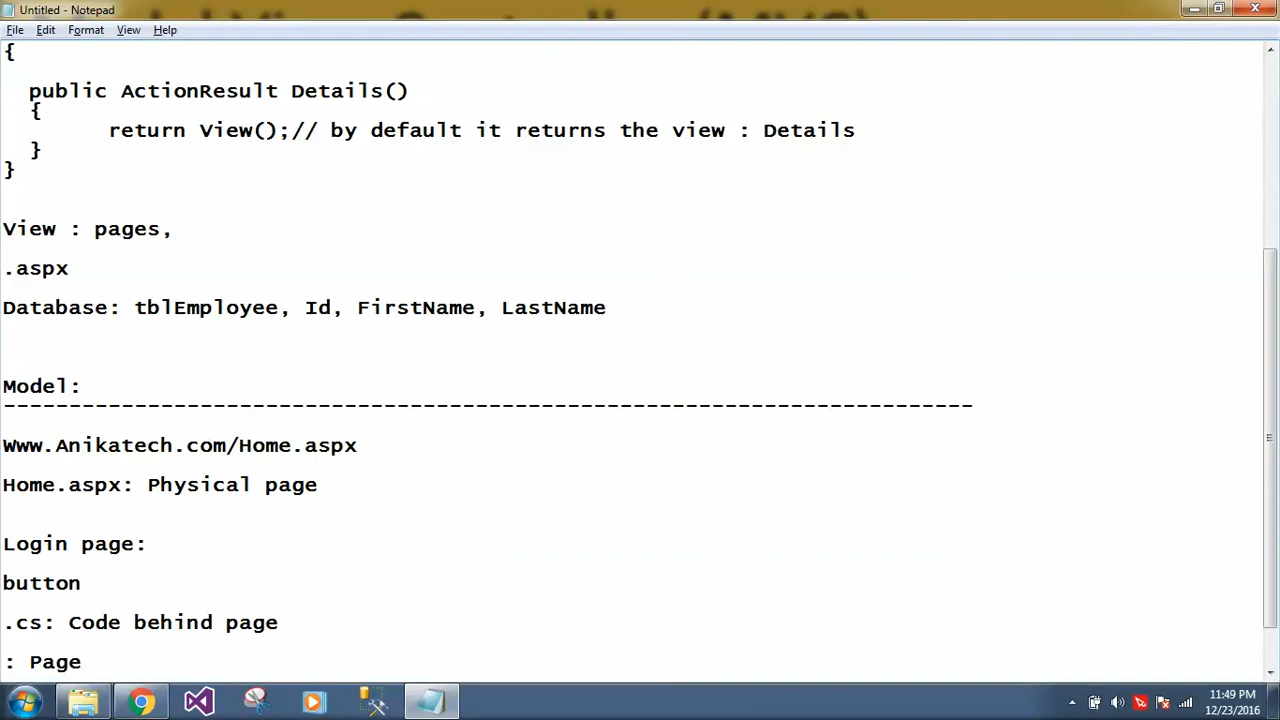 Untitled - Notepad
File Edit Format View Help
{
public ActionResult Details()
{
return View();// by default it returns the view : Details
}
}
View : pages,
.aspx
Database: tblEmployee, Id, FirstName, LastName
Model:
--------------------------------------------------------------------------
Www.Anikatech.com/Home.aspx
Home.aspx: Physical page
Login page:
button
.cs: Code behind page
: Page
11:49 PM
12/23/2016